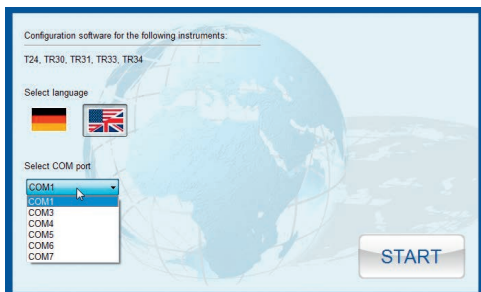 Configuration software for the following instruments:
T24, TR30, TR31, TR33, TR34
Select language
Select COM port
COM1
COM1
COM3
COM4
COM5
COM6
COM7
START